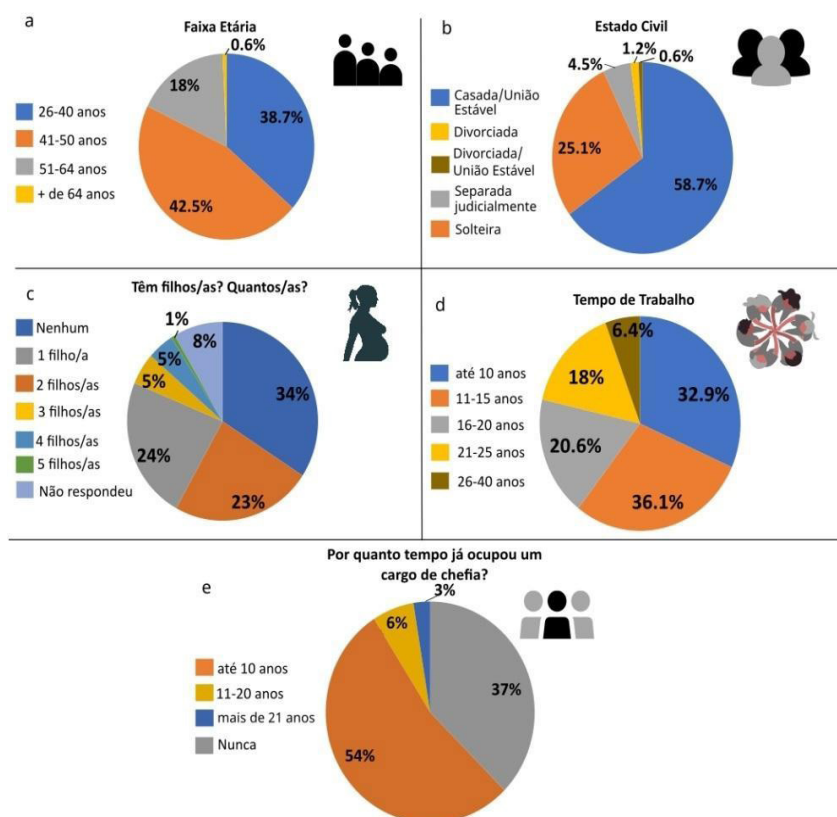 a
Faixa Etária
0.6%
18%
38.7%
42.5%
26-40 anos
41-50 anos
51-64 anos
+ de 64 anos
b
Estado Civil
1.2%
0.6%
4.5%
25.1%
58.7%
Casada/União
Estável
Divorciada
Divorciada/
União Estável
Separada
judicialmente
Solteira
c
Têm filhos/as? Quantos/as?
1%
8%
5%
5%
34%
24%
23%
Nenhum
1 filho/a
2 filhos/as
3 filhos/as
4 filhos/as
5 filhos/as
Não respondeu
d
Tempo de Trabalho
6.4%
18%
32.9%
20.6%
36.1%
até 10 anos
11-15 anos
16-20 anos
21-25 anos
26-40 anos
e
Por quanto tempo já ocupou um
cargo de chefia?
3%
6%
37%
54%
até 10 anos
11-20 anos
mais de 21 anos
Nunca